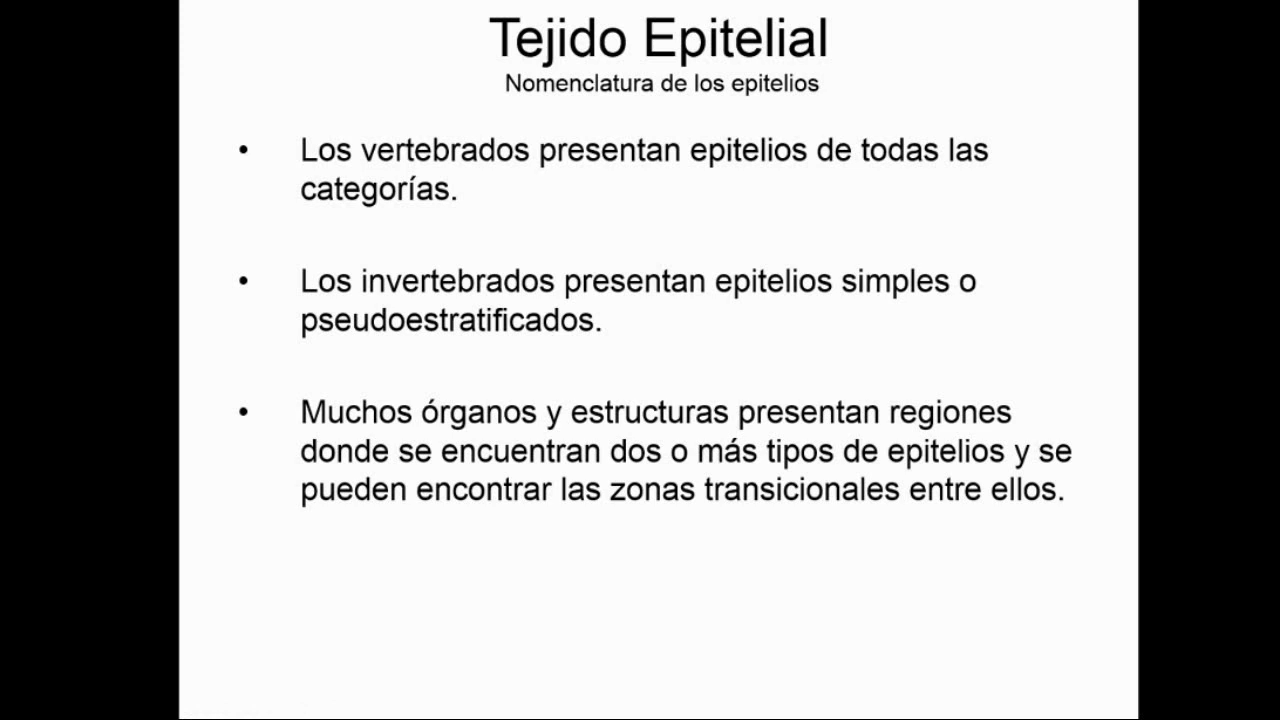 Tejido Epitelial
Nomenclatura de los epitelios
• Los vertebrados presentan epitelios de todas las
categorías.
• Los invertebrados presentan epitelios simples o
pseudoestratificados.
• Muchos órganos y estructuras presentan regiones
donde se encuentran dos o más tipos de epitelios y se
pueden encontrar las zonas transicionales entre ellos.